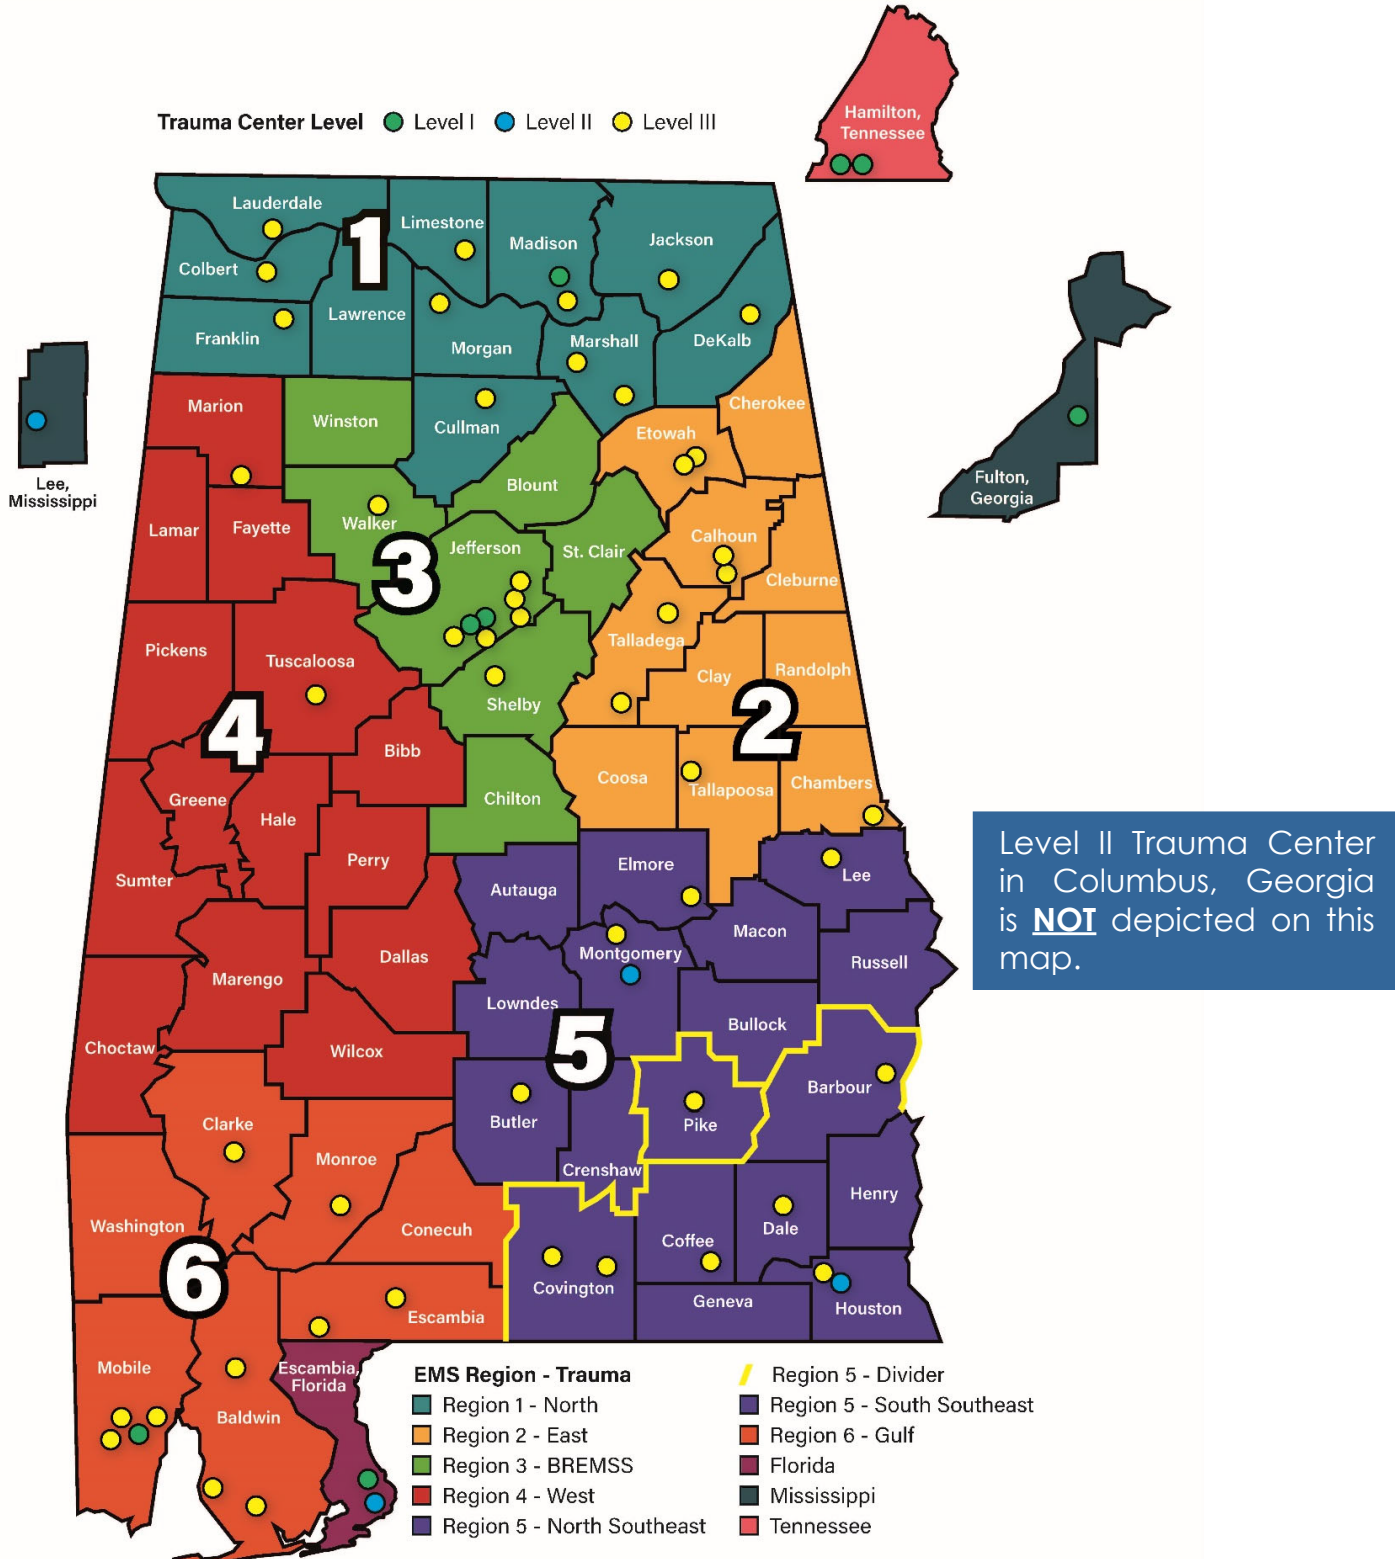 Hamilton,
Tennessee
Trauma Center Level Level I Level II Level III
Lauderdale
1
Limestone
Madison
Jackson
Colbert
Lawrence
Franklin
Morgan
Marshall
DeKalb
Marion
Winston
Cullman
Cherokee
Etowah
Lee,
Mississippi
Fulton,
Georgia
Blount
Lamar
Fayette
Walker
3
Jefferson
St. Clair
Calhoun
Cleburne
Pickens
Tuscaloosa
Talladega
Clay
Randolph
4
Shelby
2
Bibb
Coosa
Tallapoosa
Chambers
Greene
Hale
Chilton
Perry
Sumter
Elmore
Lee
Autauga
Level II Trauma Center
in Columbus, Georgia
is NOT depicted on this
map.
Macon
Montgomery
Russell
Dallas
Marengo
Lowndes
5
Bullock
Choctaw
Wilcox
Barbour
Clarke
Butler
Pike
Monroe
Crenshaw
Henry
Washington
Conecuh
Coffee
Dale
6
Covington
Geneva
Houston
Escambia
Mobile
Escambia,
Florida
Baldwin
EMS Region - Trauma
Region 1 - North
Region 2 - East
Region 3 - BREMSS
Region 4 - West
Region 5 - North Southeast
Region 5 - Divider
Region 5 - South Southeast
Region 6 - Gulf
Florida
Mississippi
Tennessee